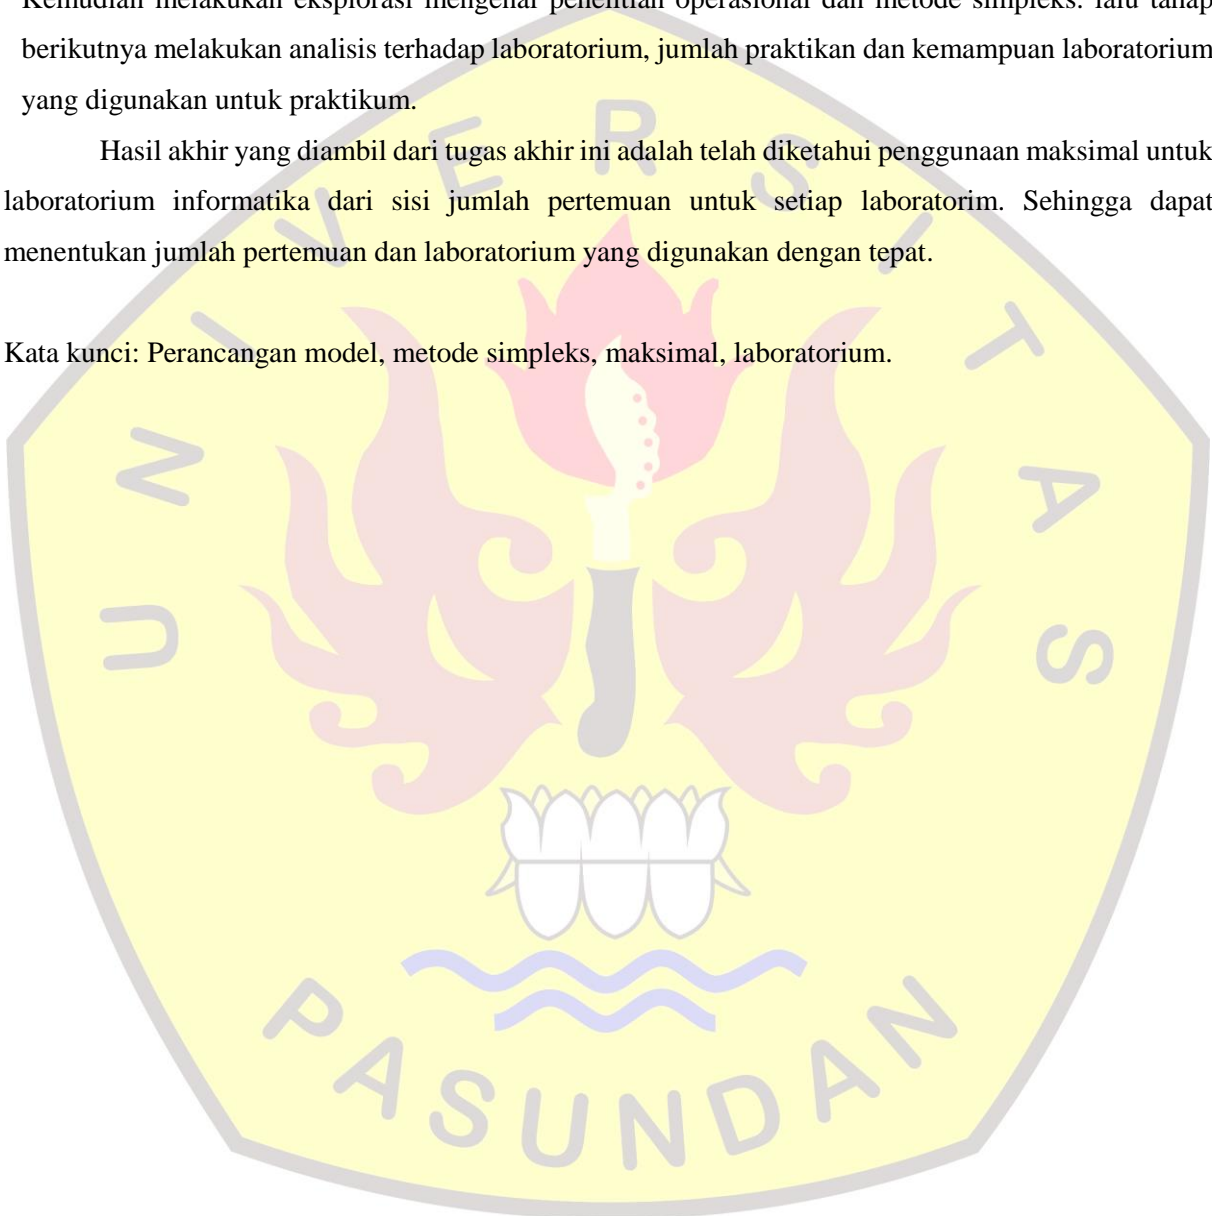 Kemudian melakukan eksplorasi mengenai penelitian operasional dan metode simpleks. lalu tahap
berikutnya melakukan analisis terhadap laboratorium, jumlah praktikan dan kemampuan laboratorium
yang digunakan untuk praktikum.
Hasil akhir yang diambil dari tugas akhir ini adalah telah diketahui penggunaan maksimal untuk
laboratorium informatika dari sisi jumlah pertemuan untuk setiap laboratorim. Sehingga dapat
menentukan jumlah pertemuan dan laboratorium yang digunakan dengan tepat.
Kata kunci: Perancangan model, metode simpleks, maksimal, laboratorium.
UNIVERSITAS
PASUNDAN